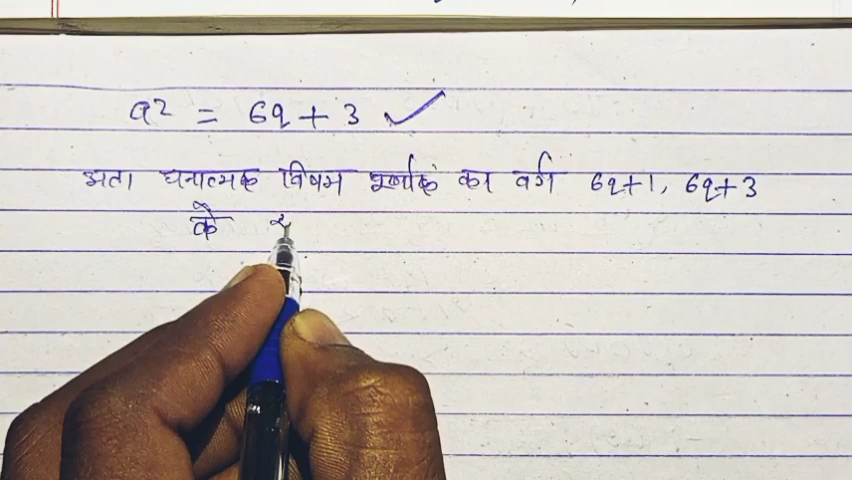 a² = 6q + 3 ✓
अतः धनात्मक विषम पूर्णांक का वर्ग 6q+1, 6q+3
के